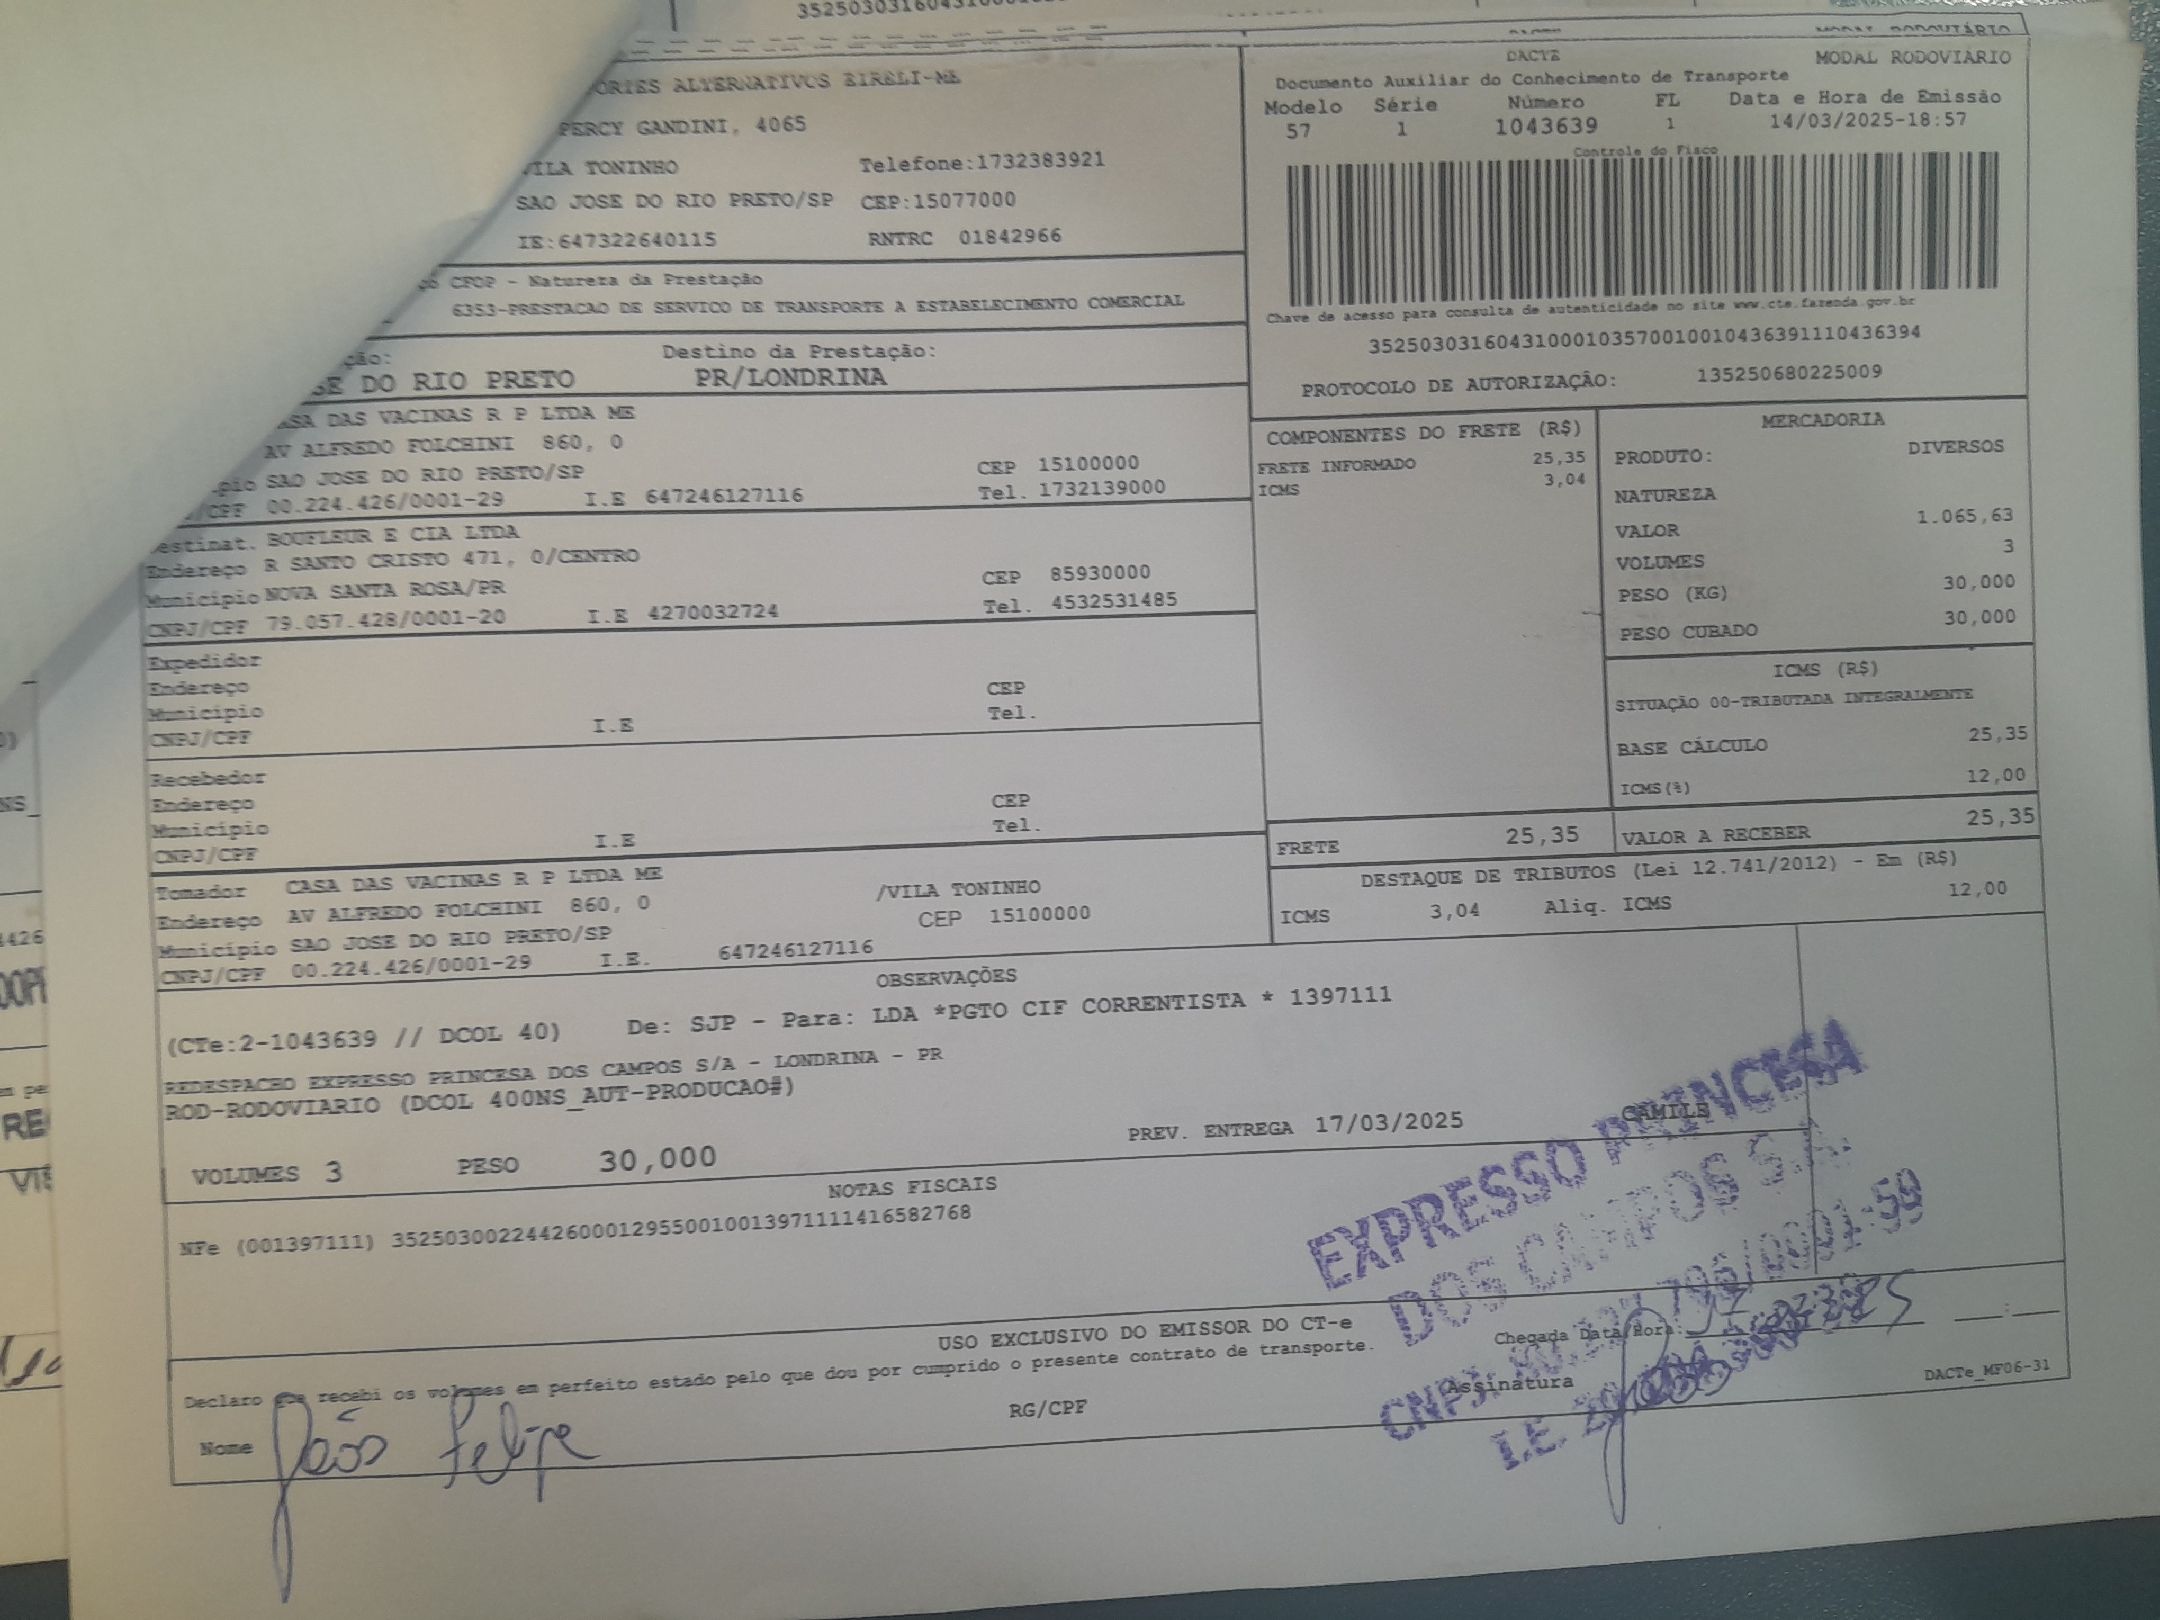 ORTES ALTERNATIVOS EIRELI-ME
PERCY GANDINI, 4065
VILA TONINHO Telefone:1732383921
SAO JOSE DO RIO PRETO/SP CEP:15077000
IE:647322640115 RNTRC 01842966
CFOP - Natureza da Prestação
6353-PRESTACAO DE SERVICO DE TRANSPORTE A ESTABELECIMENTO COMERCIAL
ção: Destino da Prestação:
SE DO RIO PRETO PR/LONDRINA
DACTE MODAL RODOVIÁRIO
Documento Auxiliar do Conhecimento de Transporte
Modelo Série Número FL Data e Hora de Emissão
57 1 1043639 1 14/03/2025-18:57
Controle do Fisco
Chave de acesso para consulta de autenticidade no site www.cte.fazenda.gov.br
35250303160431000103570010010436391110436394
PROTOCOLO DE AUTORIZAÇÃO: 135250680225009
ASA DAS VACINAS R P LTDA ME
AV ALFREDO FOLCHINI 860, 0
SAO JOSE DO RIO PRETO/SP CEP 15100000
/CPF 00.224.426/0001-29 I.E 647246127116 Tel. 1732139000
estinat. BOUFLEUR E CIA LTDA
Endereço R SANTO CRISTO 471, 0/CENTRO
Município NOVA SANTA ROSA/PR CEP 85930000
CNPJ/CPF 79.057.428/0001-20 I.E 4270032724 Tel. 4532531485
Expedidor
Endereço CEP
Município Tel.
CNPJ/CPF I.E
Recebedor
Endereço CEP
Município Tel.
CNPJ/CPF I.E
Tomador CASA DAS VACINAS R P LTDA ME
Endereço AV ALFREDO FOLCHINI 860, 0 /VILA TONINHO
Município SAO JOSE DO RIO PRETO/SP CEP 15100000
CNPJ/CPF 00.224.426/0001-29 I.E. 647246127116
COMPONENTES DO FRETE (R$)
FRETE INFORMADO 25,35
ICMS 3,04
MERCADORIA
PRODUTO: DIVERSOS
NATUREZA
VALOR 1.065,63
VOLUMES 3
PESO (KG) 30,000
PESO CUBADO 30,000
ICMS (R$)
SITUAÇÃO 00-TRIBUTADA INTEGRALMENTE
BASE CÁLCULO 25,35
ICMS(%) 12,00
FRETE 25,35 VALOR A RECEBER 25,35
DESTAQUE DE TRIBUTOS (Lei 12.741/2012) - Em (R$)
ICMS 3,04 Aliq. ICMS 12,00
OBSERVAÇÕES
(CTe:2-1043639 // DCOL 40) De: SJP - Para: LDA *PGTO CIF CORRENTISTA * 1397111
REDESPACHO EXPRESSO PRINCESA DOS CAMPOS S/A - LONDRINA - PR
ROD-RODOVIARIO (DCOL 400NS_AUT-PRODUCAO#)
PREV. ENTREGA 17/03/2025 CAMILE
VOLUMES 3 PESO 30,000
NOTAS FISCAIS
NFe (001397111) 35250300224426000129550010013971111416582768
EXPRESSO PRINCESA
DOS CAMPOS S.A.
USO EXCLUSIVO DO EMISSOR DO CT-e
Declaro que recebi os volumes em perfeito estado pelo que dou por cumprido o presente contrato de transporte.
Chegada Data/Hora:
CNPJ:
I.E.
Nome João Felipe RG/CPF Assinatura
DACTe_MF06-31